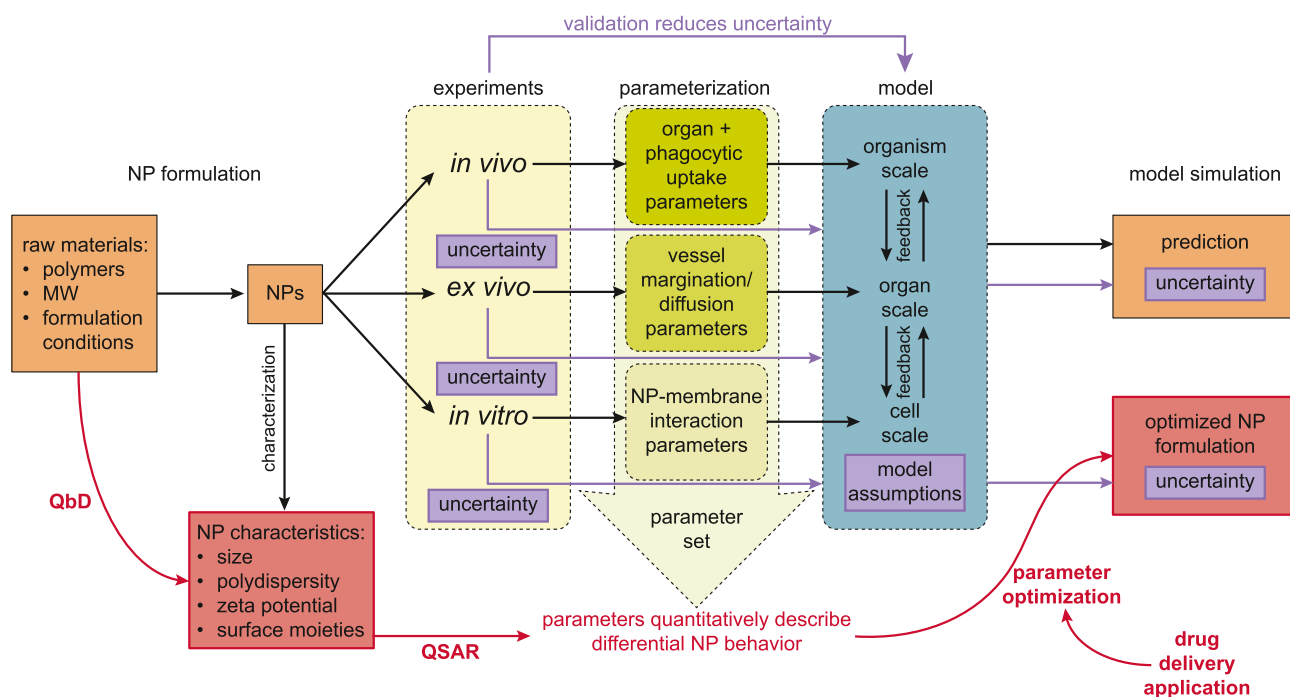 validation reduces uncertainty
experiments
parameterization
model
NP formulation
model simulation
raw materials:
• polymers
• MW
• formulation
conditions
NPs
characterization
QbD
NP characteristics:
• size
• polydispersity
• zeta potential
• surface moieties
QSAR
in vivo
uncertainty
ex vivo
uncertainty
in vitro
uncertainty
organ +
phagocytic
uptake
parameters
vessel
margination/
diffusion
parameters
NP-membrane
interaction
parameters
parameter
set
parameters quantitatively describe
differential NP behavior
organism
scale
feedback
organ
scale
feedback
cell
scale
model
assumptions
prediction
uncertainty
optimized NP
formulation
uncertainty
parameter
optimization
drug
delivery
application